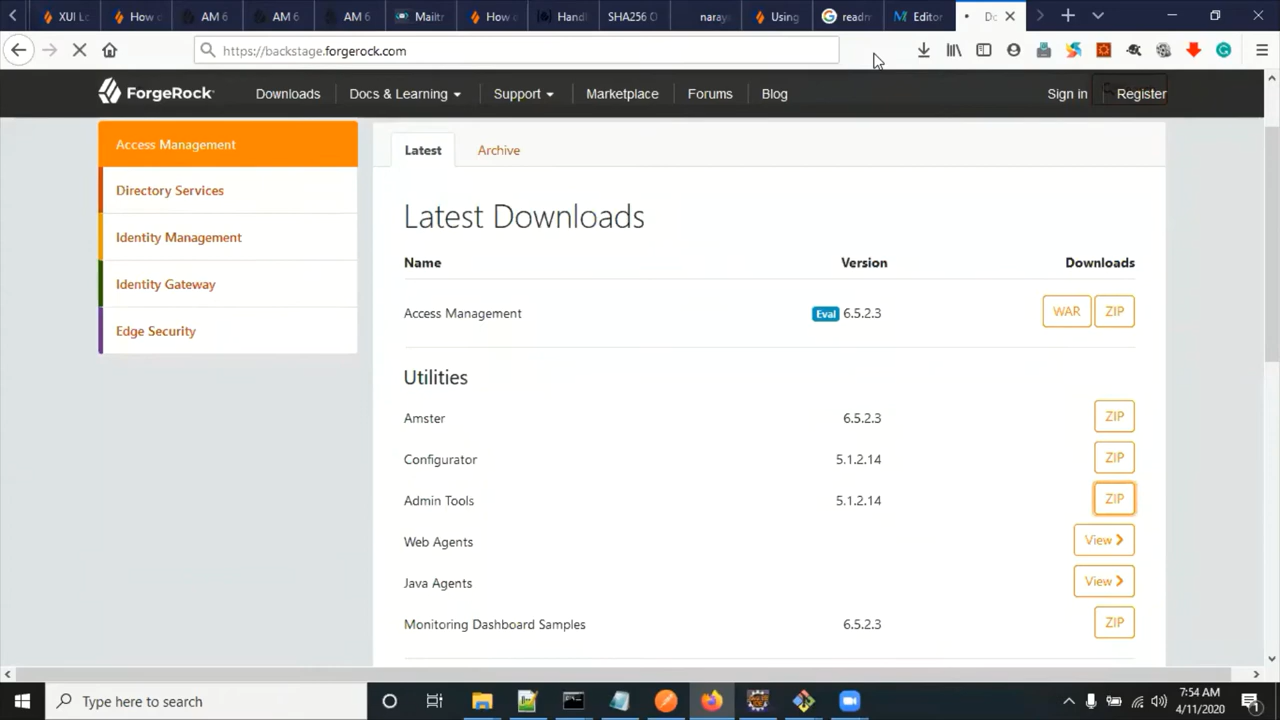 XUI Lo
How o
AM 6
AM 6
AM 6
Mailtr
How o
Handl
SHA256 O
naray
Using
readm
Editor
Do
https://backstage.forgerock.com
ForgeRock
Downloads
Docs & Learning
Support
Marketplace
Forums
Blog
Sign in
Register
Access Management
Directory Services
Identity Management
Identity Gateway
Edge Security
Latest
Archive
Latest Downloads
Name Version Downloads
Access Management Eval 6.5.2.3 WAR ZIP
Utilities
Amster 6.5.2.3 ZIP
Configurator 5.1.2.14 ZIP
Admin Tools 5.1.2.14 ZIP
Web Agents View
Java Agents View
Monitoring Dashboard Samples 6.5.2.3 ZIP
Type here to search
7:54 AM
4/11/2020
1